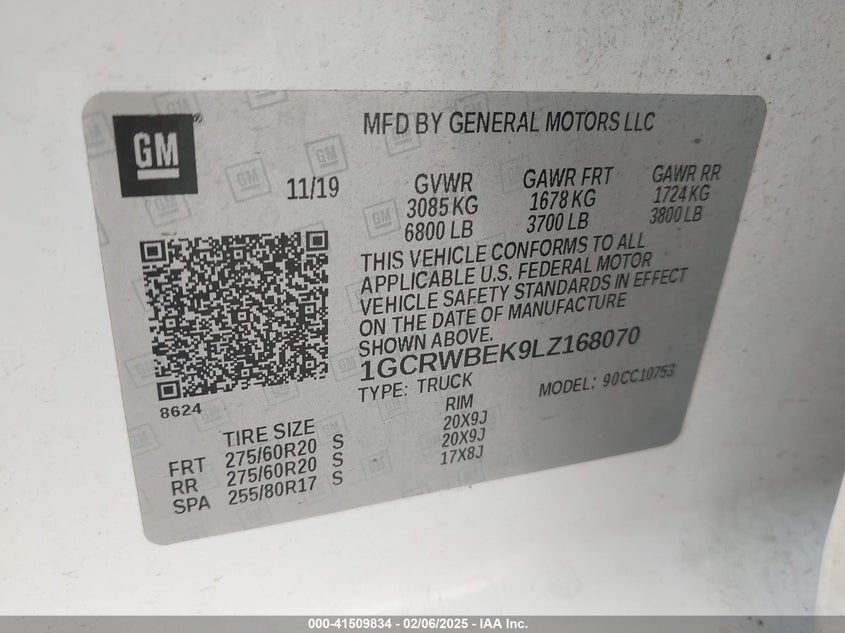 GM®
MFD BY GENERAL MOTORS LLC
11/19
GVWR
3085 KG
6800 LB
GAWR FRT
1678 KG
3700 LB
GAWR RR
1724 KG
3800 LB
THIS VEHICLE CONFORMS TO ALL
APPLICABLE U.S. FEDERAL MOTOR
VEHICLE SAFETY STANDARDS IN EFFECT
ON THE DATE OF MANUFACTURE
SHOWN ABOVE.
1GCRWBEK9LZ168070
TYPE: TRUCK
MODEL: 90CC10753
8624
TIRE SIZE
RIM
FRT 275/60R20 S 20X9J
RR 275/60R20 S 20X9J
SPA 255/80R17 S 17X8J
000-41509834 - 02/06/2025 - IAA Inc.